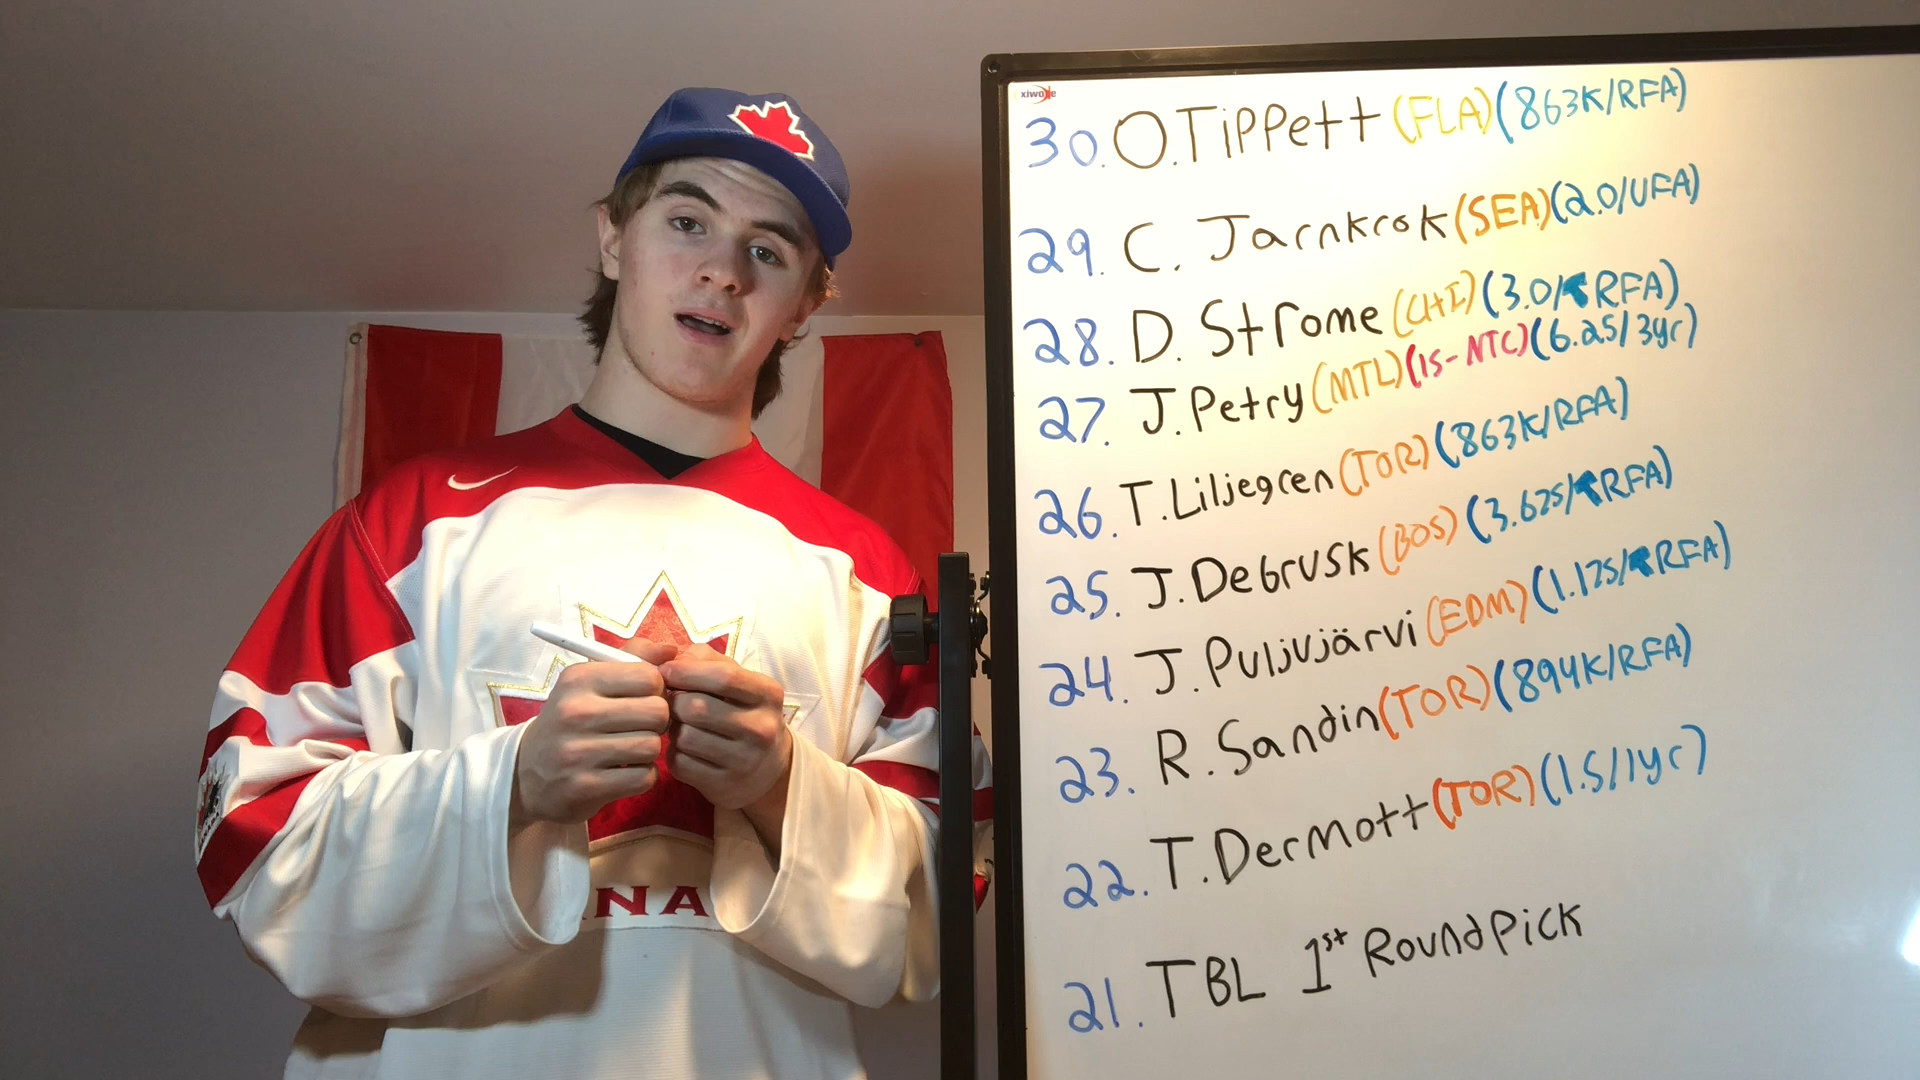 xiwode
30. O. Tippett (FLA) (863K/RFA)
29. C. Jarnkrok (SEA) (2.0/UFA)
28. D. Strome (CHI) (3.0/RFA)
27. J. Petry (MTL) (15-NTC) (6.25/3yr)
26. T. Liljegren (TOR) (863K/RFA)
25. J. Debrusk (BOS) (3.625/RFA)
24. J. Puljujärvi (EDM) (1.175/RFA)
23. R. Sandin (TOR) (894K/RFA)
22. T. Dermott (TOR) (1.5/1yr)
21. TBL 1st Round Pick
ANA